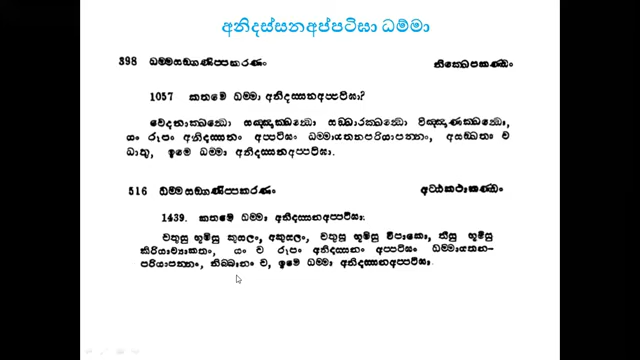 අනිදස්සනඅප්පටිඝා ධම්මා
398 ධම්මසඞ්ගණිප්පකරණං නික්ඛෙපකණ්ඩං
1057 කතමෙ ධම්මා අනිදස්සනඅප්පටිඝා?
වෙදනාක්ඛන්ධො සඤ්ඤාක්ඛන්ධො සඞ්ඛාරක්ඛන්ධො විඤ්ඤාණක්ඛන්ධො,
යං රූපං අනිදස්සනං අප්පටිඝං ධම්මායතනපරියාපන්නං, අසඞ්ඛතා ච
ධාතු, ඉමෙ ධම්මා අනිදස්සනඅප්පටිඝා.
516 ධම්මසඞ්ගණිප්පකරණං අට්ඨකථාකණ්ඩං
1439. කතමෙ ධම්මා අනිදස්සනඅප්පටිඝා.
චතුසු භූමිසු කුසලං, අකුසලං, චතුසු භූමිසු විපාකො, තීසු භූමිසු
කිරියාව්‍යාකතං, යං ච රූපං අනිදස්සනං අප්පටිඝං ධම්මායතන-
පරියාපන්නං, නිබ්බානං ච, ඉමෙ ධම්මා අනිදස්සනඅප්පටිඝා.